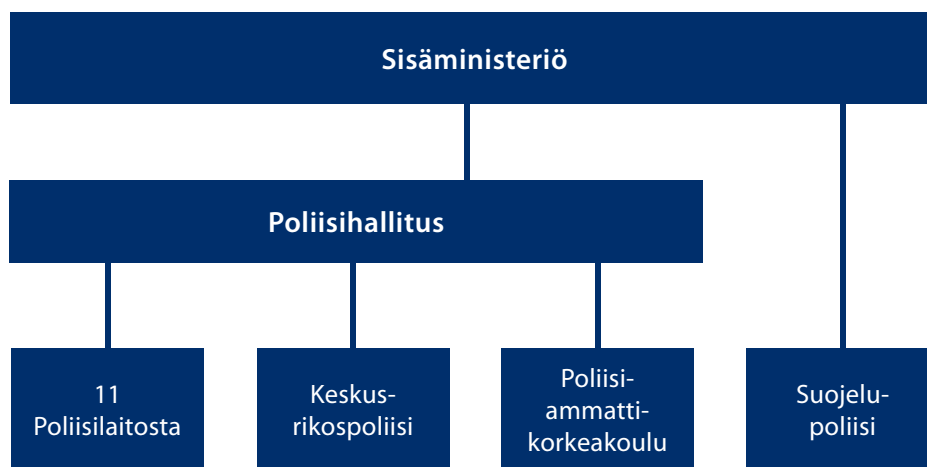 Sisäministeriö
Poliisihallitus
11
Poliisilaitosta
Keskus-
rikospoliisi
Poliisi-
ammatti-
korkeakoulu
Suojelu-
poliisi